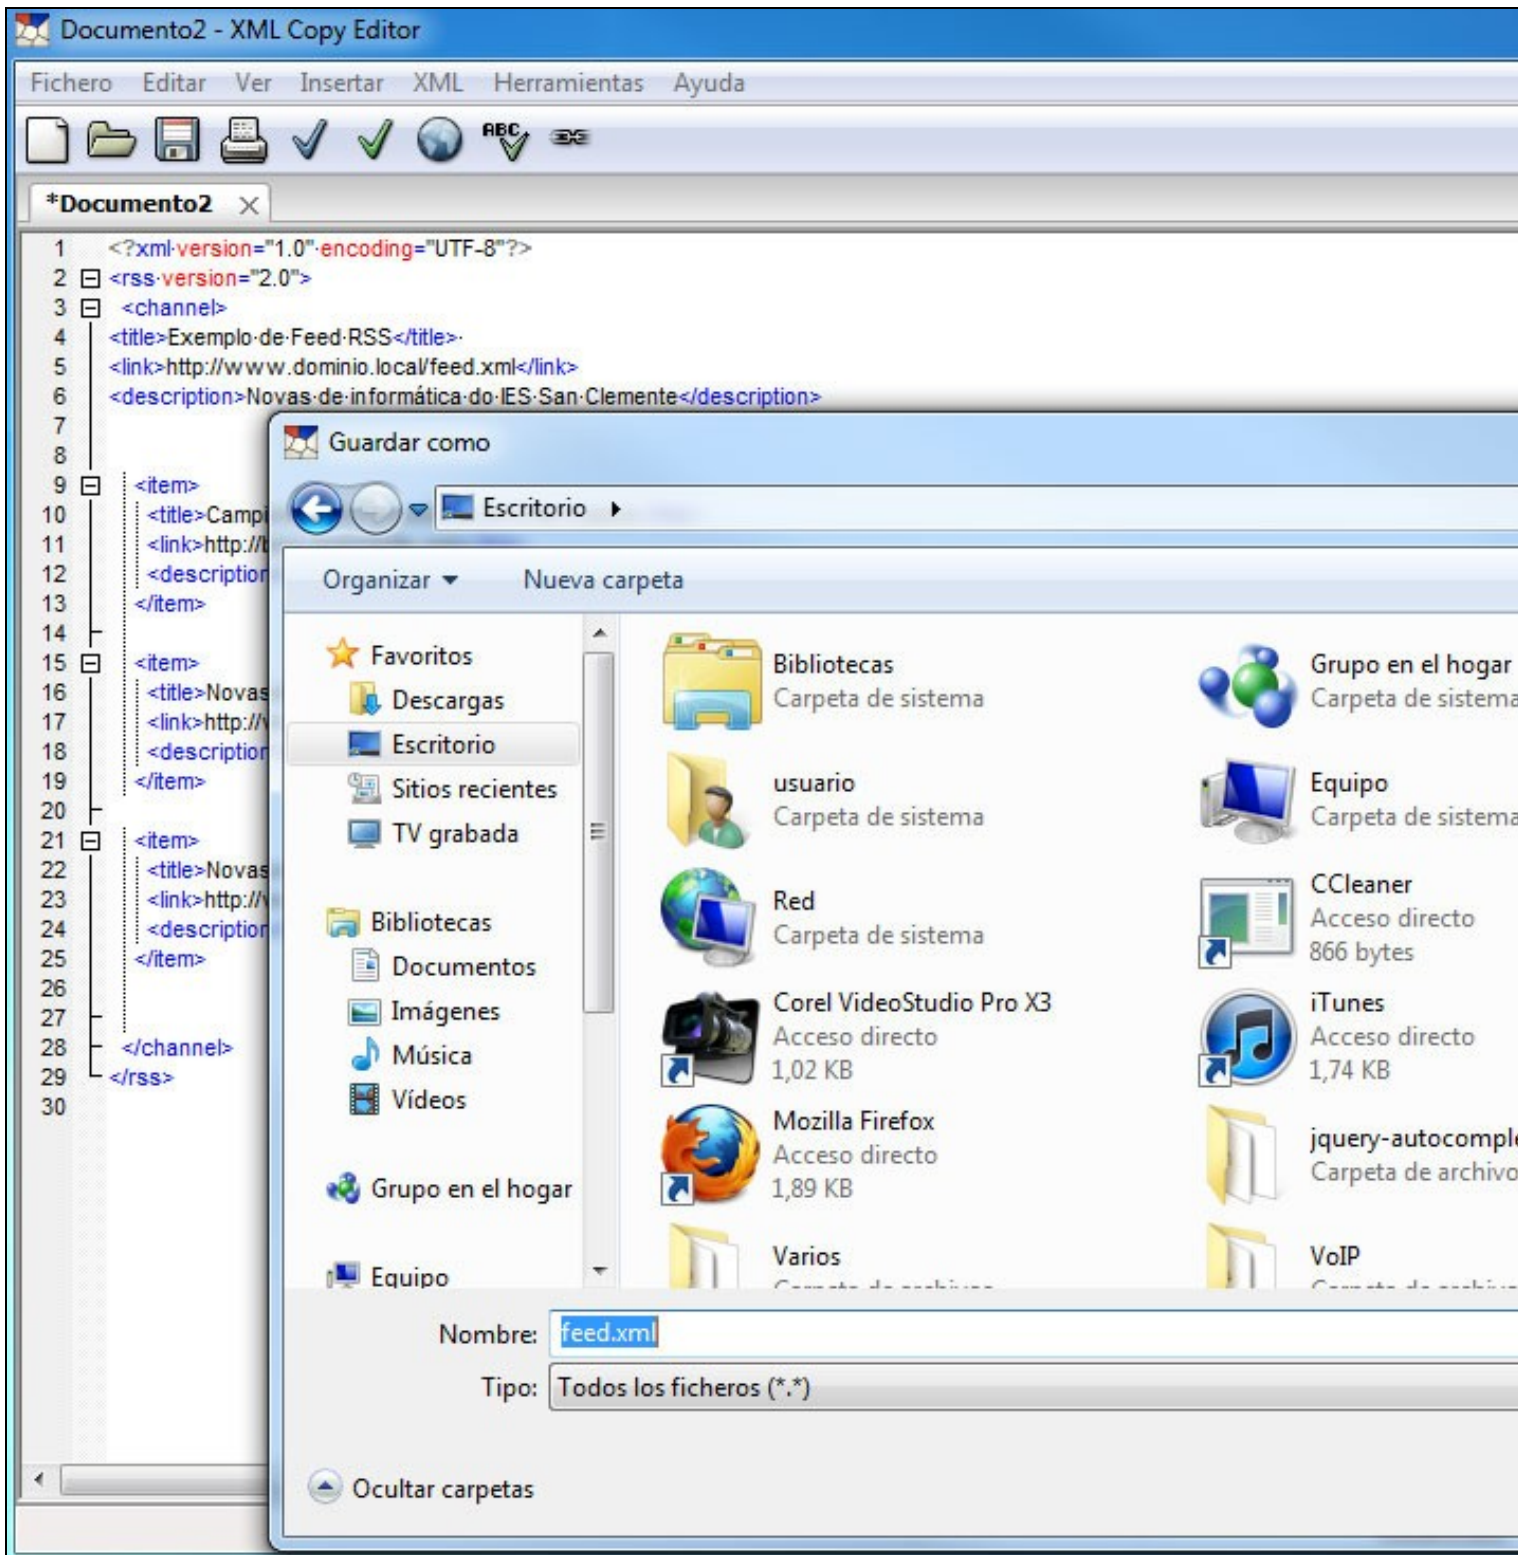 Documento2 - XML Copy Editor
Fichero Editar Ver Insertar XML Herramientas Ayuda
ABC
*Documento2
1 <?xml·version="1.0"·encoding="UTF-8"?>
2 <rss·version="2.0">
3 <channel>
4 <title>Exemplo·de·Feed·RSS</title>·
5 <link>http://www.dominio.local/feed.xml</link>
6 <description>Novas·de·informática·do·IES·San·Clemente</description>
7
8
9 <item>
10 <title>Campi
11 <link>http://b
12 <description
13 </item>
14
15 <item>
16 <title>Novas
17 <link>http://
18 <description
19 </item>
20
21 <item>
22 <title>Novas
23 <link>http://
24 <description
25 </item>
26
27
28 </channel>
29 </rss>
30
Guardar como
Escritorio
Organizar Nueva carpeta
Favoritos
Descargas
Escritorio
Sitios recientes
TV grabada
Bibliotecas
Documentos
Imágenes
Música
Vídeos
Grupo en el hogar
Equipo
Bibliotecas
Carpeta de sistema
Grupo en el hogar
Carpeta de sistema
usuario
Carpeta de sistema
Equipo
Carpeta de sistema
Red
Carpeta de sistema
CCleaner
Acceso directo
866 bytes
Corel VideoStudio Pro X3
Acceso directo
1,02 KB
iTunes
Acceso directo
1,74 KB
Mozilla Firefox
Acceso directo
1,89 KB
jquery-autocomple
Carpeta de archivo
Varios
VoIP
Nombre: feed.xml
Tipo: Todos los ficheros (*.*)
Ocultar carpetas